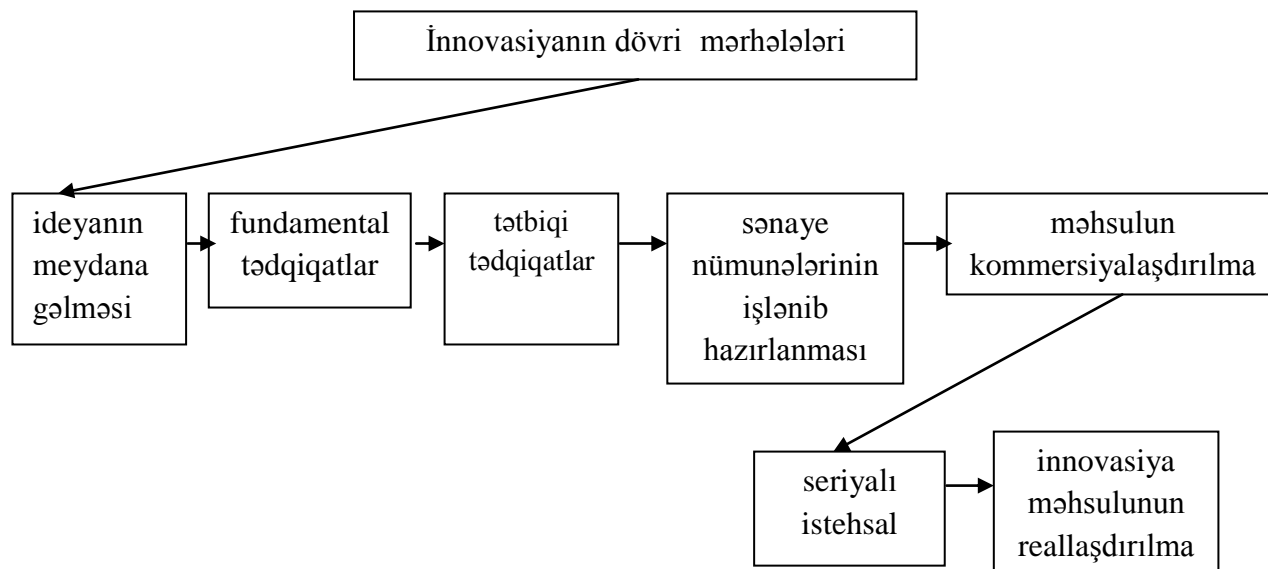 İnnovasiyanın dövri mərhələləri
ideyanın
meydana
gəlməsi
fundamental
tədqiqatlar
tətbiqi
tədqiqatlar
sənaye
nümunələrinin
işlənib
hazırlanması
məhsulun
kommersiyalaşdırılma
seriyalı
istehsal
innovasiya
məhsulunun
reallaşdırılma